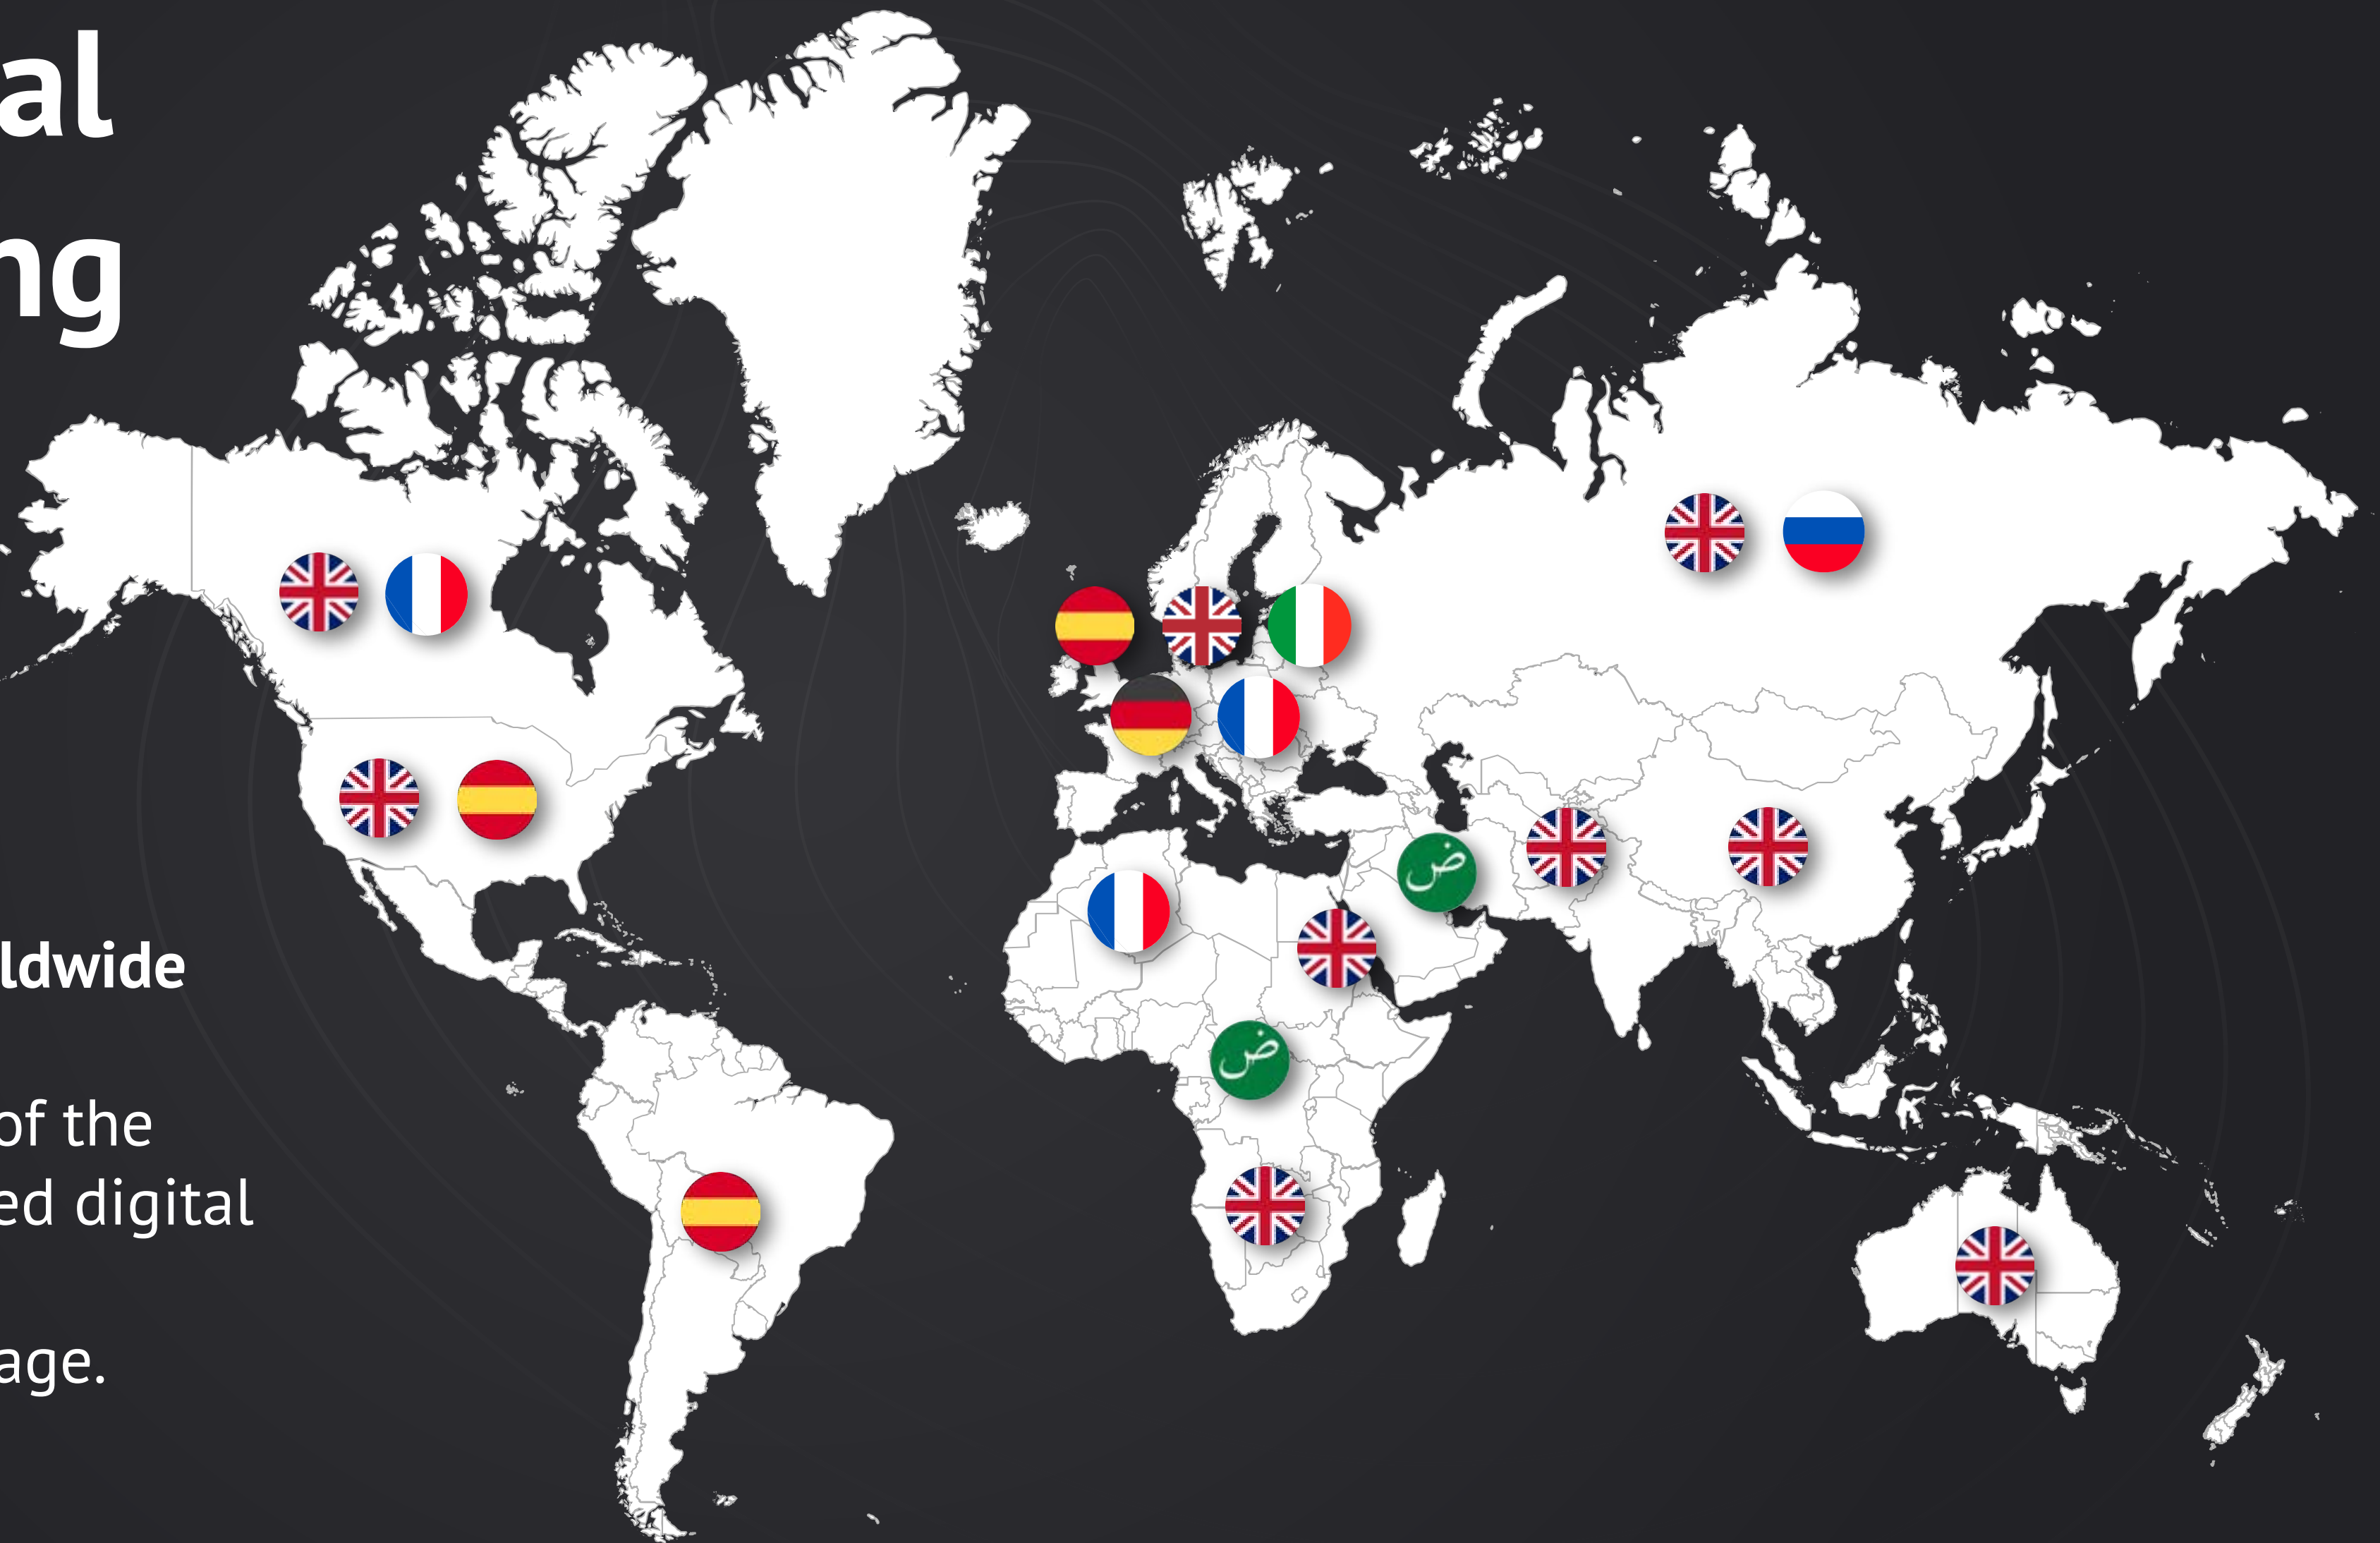 al
ng
ldwide
of the
ed digital
age.
ض
ض